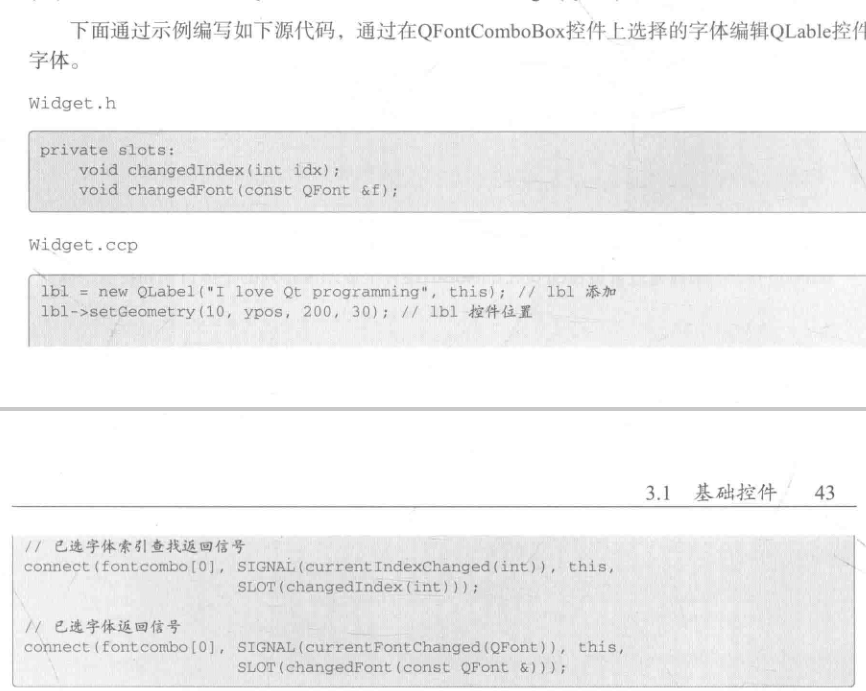 下面通过示例编写如下源代码，通过在QFontComboBox控件上选择的字体编辑QLable控件
字体。
Widget.h
private slots:
    void changedIndex(int idx);
    void changedFont(const QFont &f);
Widget.ccp
lbl = new QLabel("I love Qt programming", this); // lbl 添加
lbl->setGeometry(10, ypos, 200, 30); // lbl 控件位置
3.1 基础控件 43
// 已选字体索引查找返回信号
connect(fontcombo[0], SIGNAL(currentIndexChanged(int)), this,
                      SLOT(changedIndex(int)));
// 已选字体返回信号
connect(fontcombo[0], SIGNAL(currentFontChanged(QFont)), this,
                      SLOT(changedFont(const QFont &)));